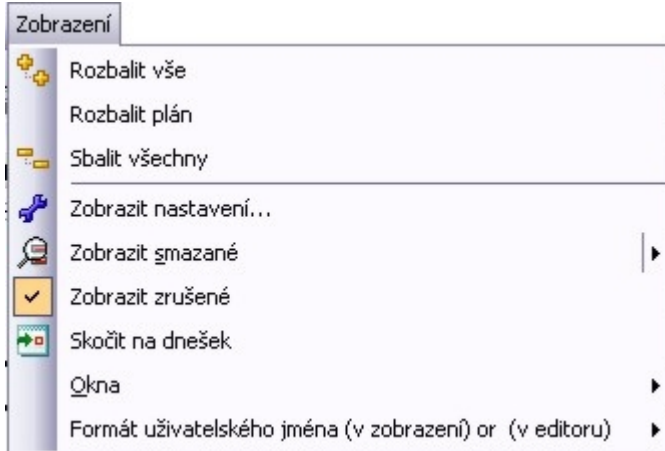 Zobrazení
Rozbalit vše
Rozbalit plán
Sbalit všechny
Zobrazit nastavení...
Zobrazit smazané
Zobrazit zrušené
Skočit na dnešek
Okna
Formát uživatelského jména (v zobrazení) or (v editoru)